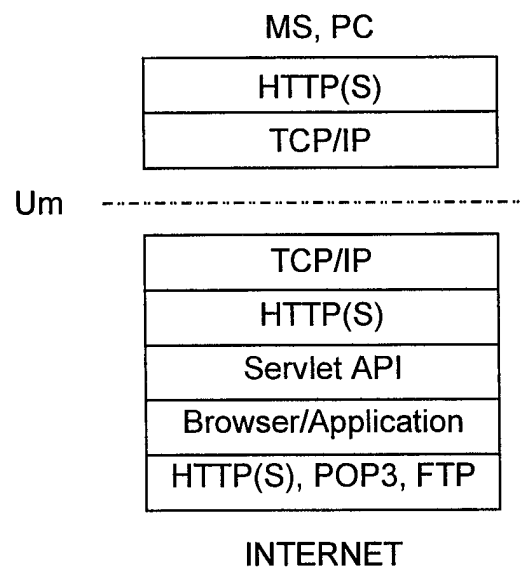 MS, PC
HTTP(S)
TCP/IP
Um
TCP/IP
HTTP(S)
Servlet API
Browser/Application
HTTP(S), POP3, FTP
INTERNET